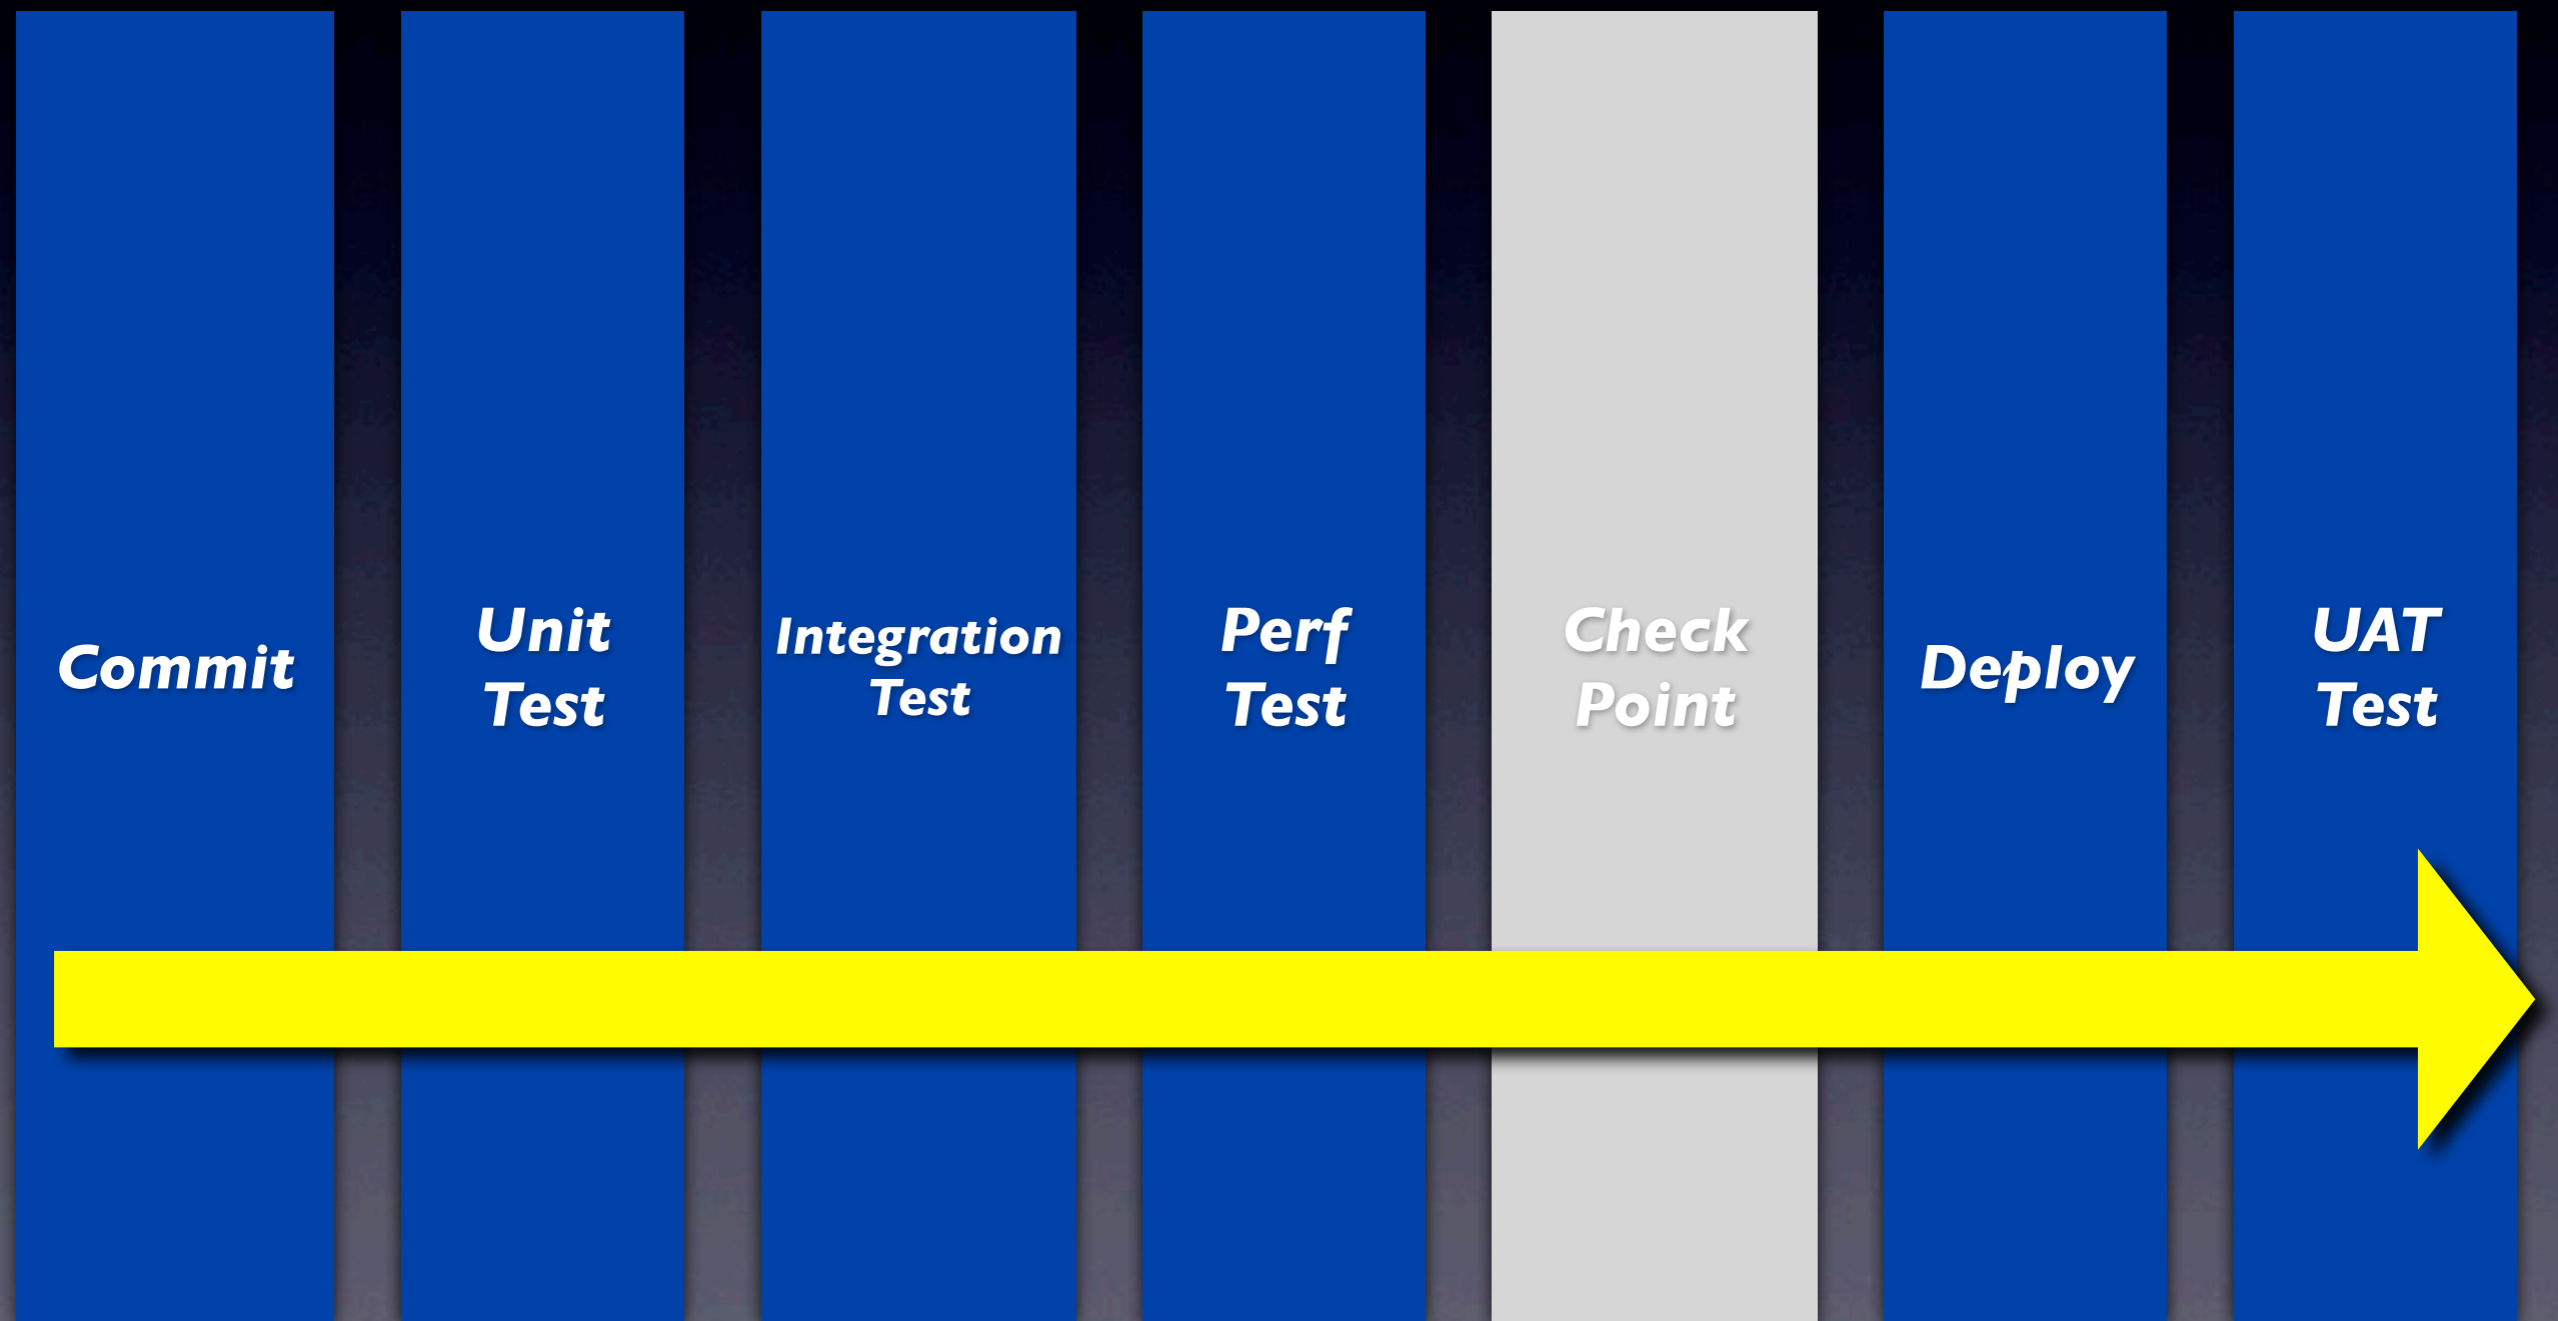 Commit
Unit
Test
Integration
Test
Perf
Test
Check
Point
Deploy
UAT
Test